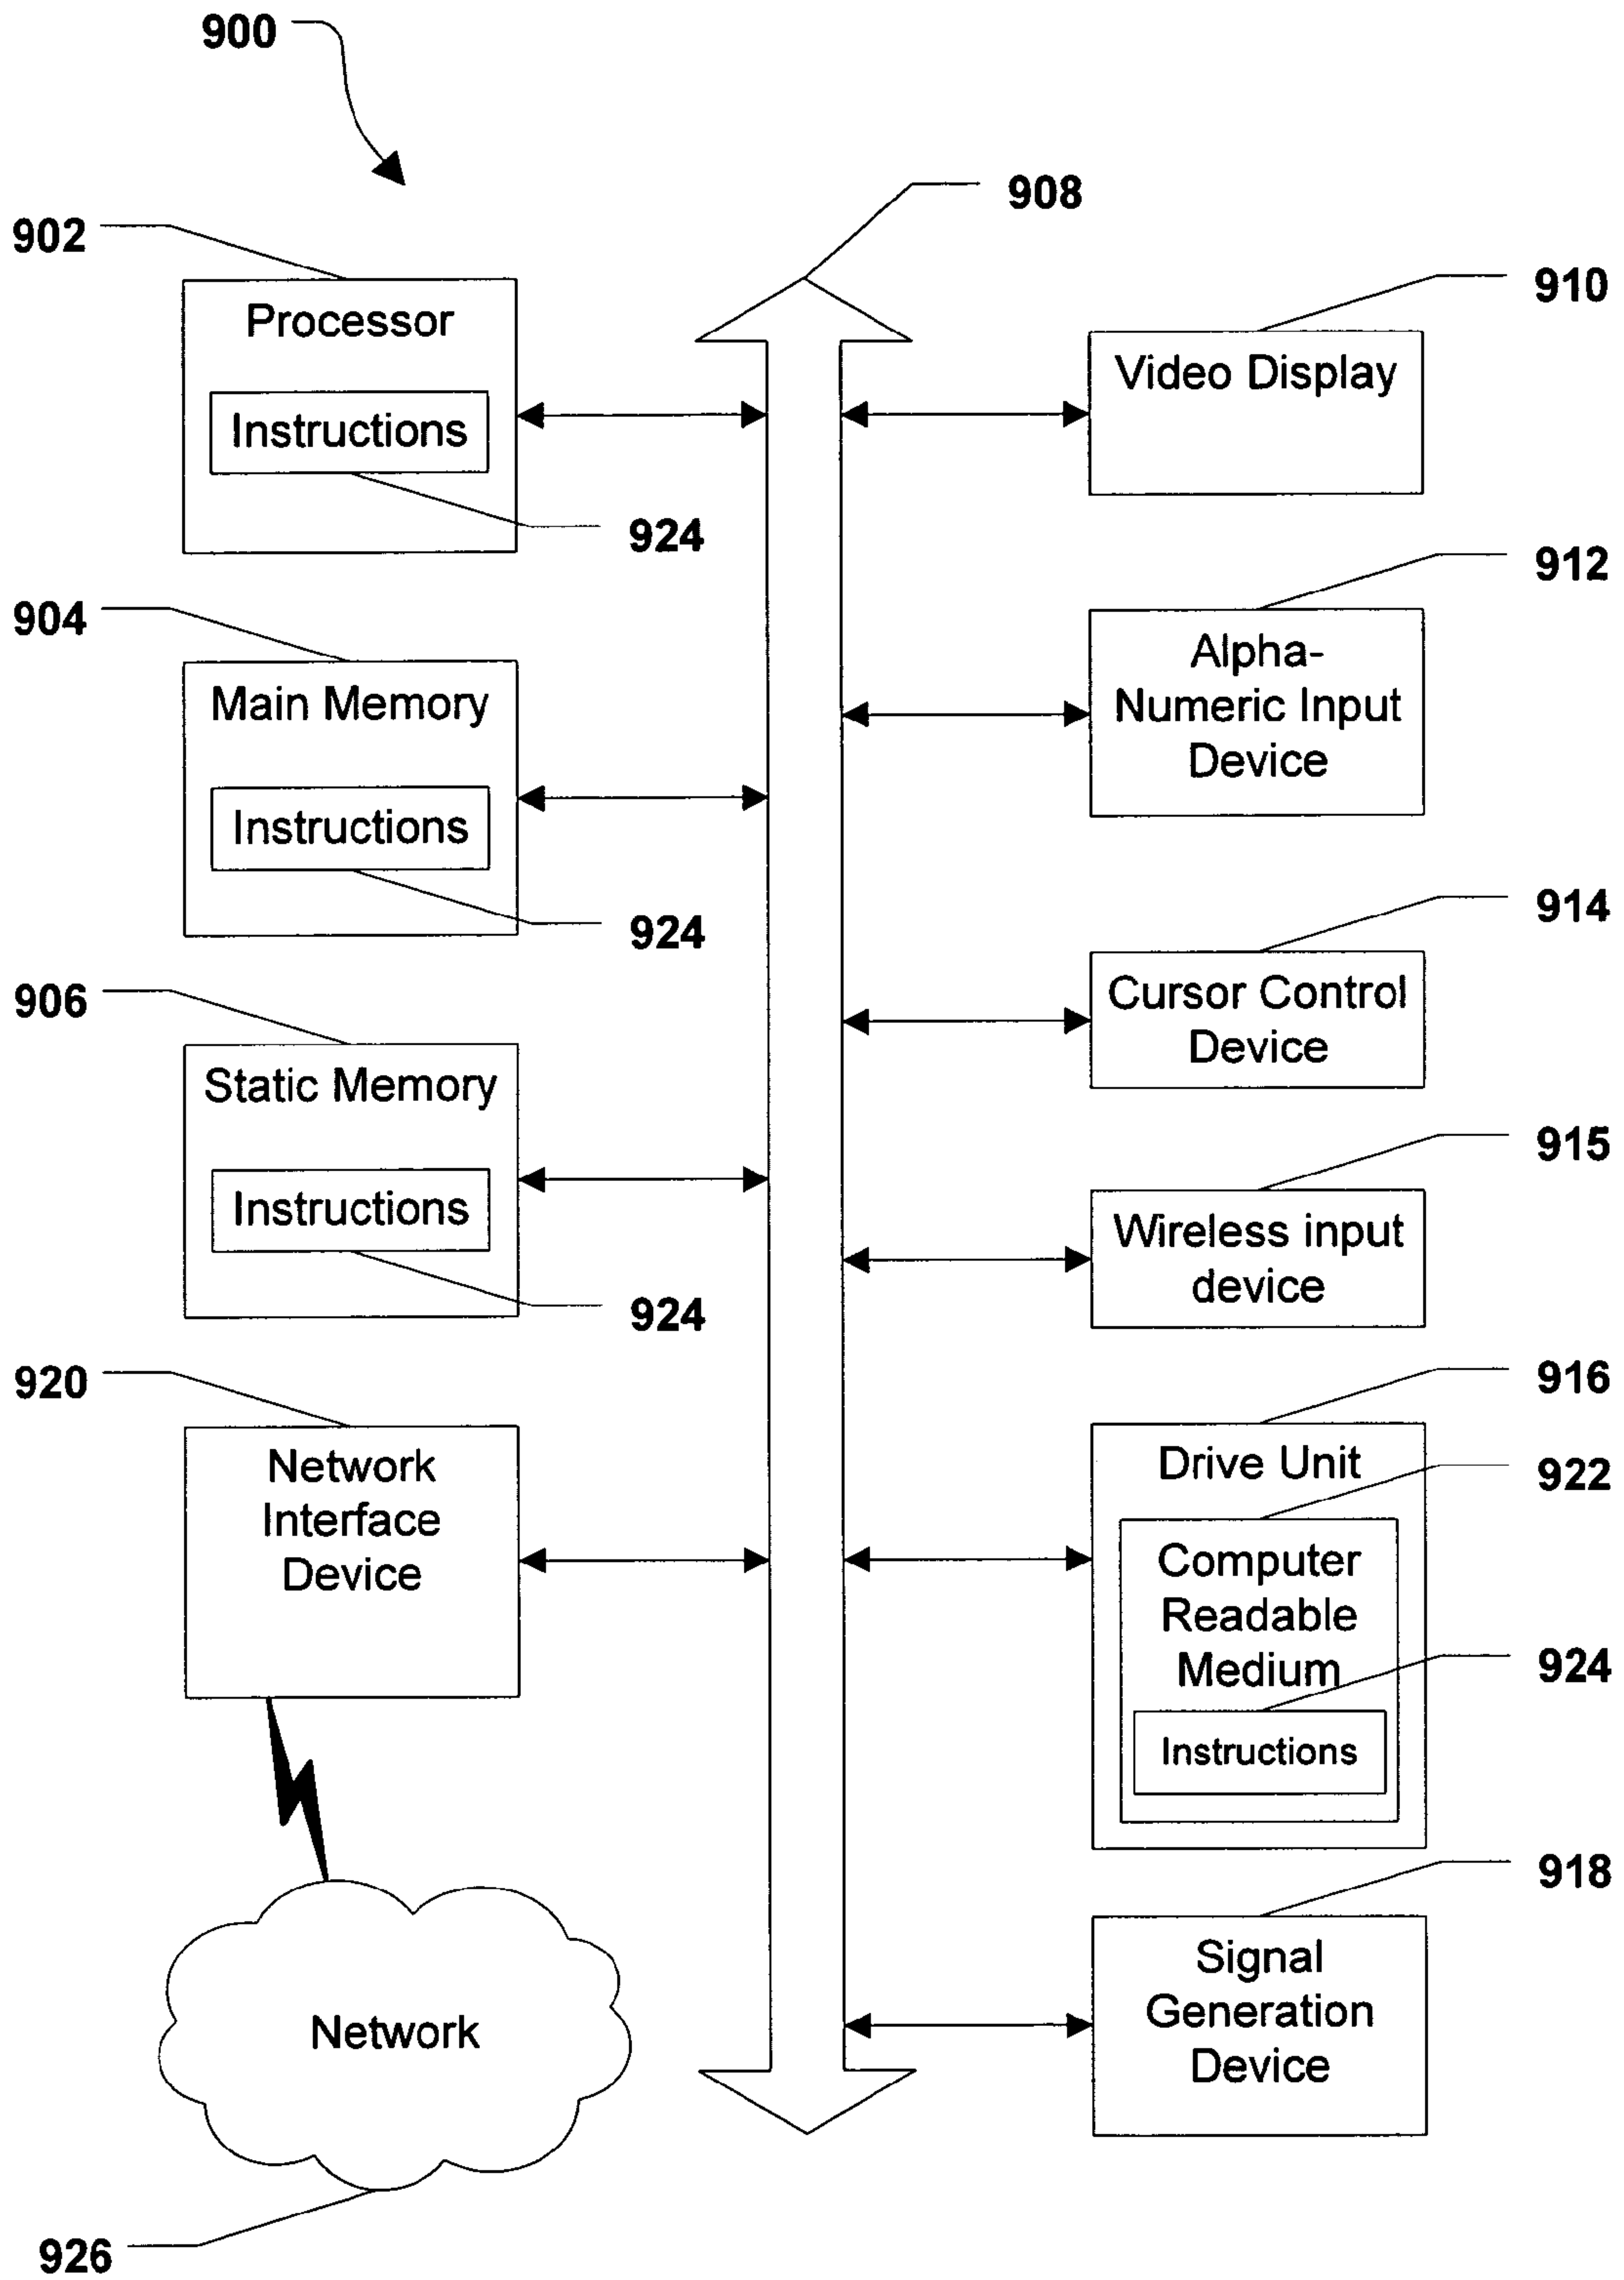 900
908
902
Processor
Instructions
924
904
Main Memory
Instructions
924
906
Static Memory
Instructions
924
920
Network
Interface
Device
Network
926
910
Video Display
912
Alpha-
Numeric Input
Device
914
Cursor Control
Device
915
Wireless input
device
916
Drive Unit
922
Computer
Readable
Medium
924
Instructions
918
Signal
Generation
Device